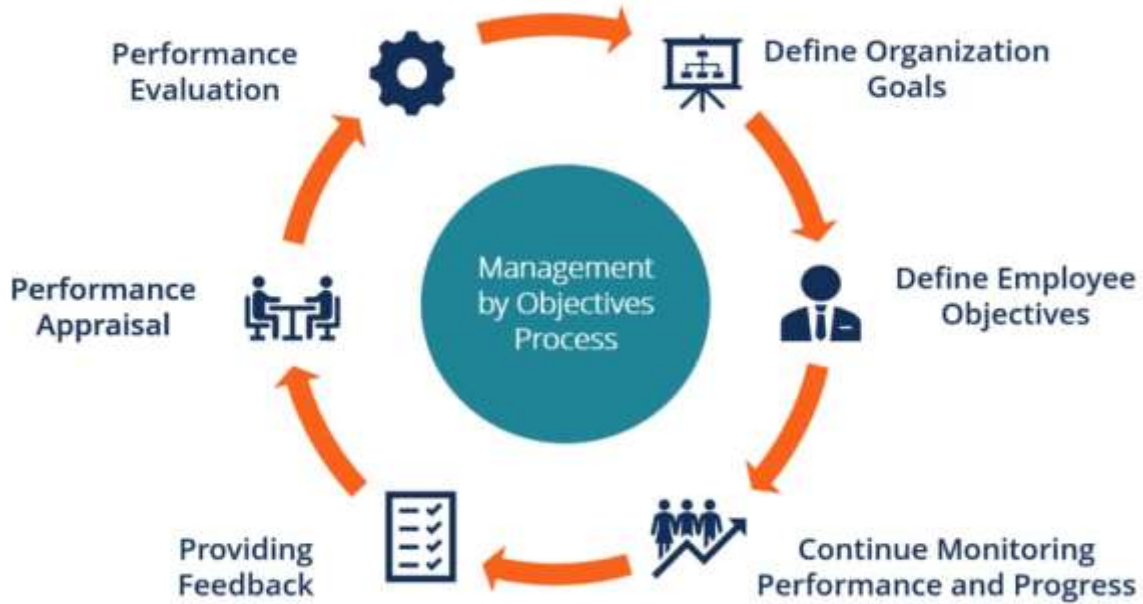 Performance
Evaluation
Define Organization
Goals
Management
by Objectives
Process
Define Employee
Objectives
Performance
Appraisal
Providing
Feedback
Continue Monitoring
Performance and Progress